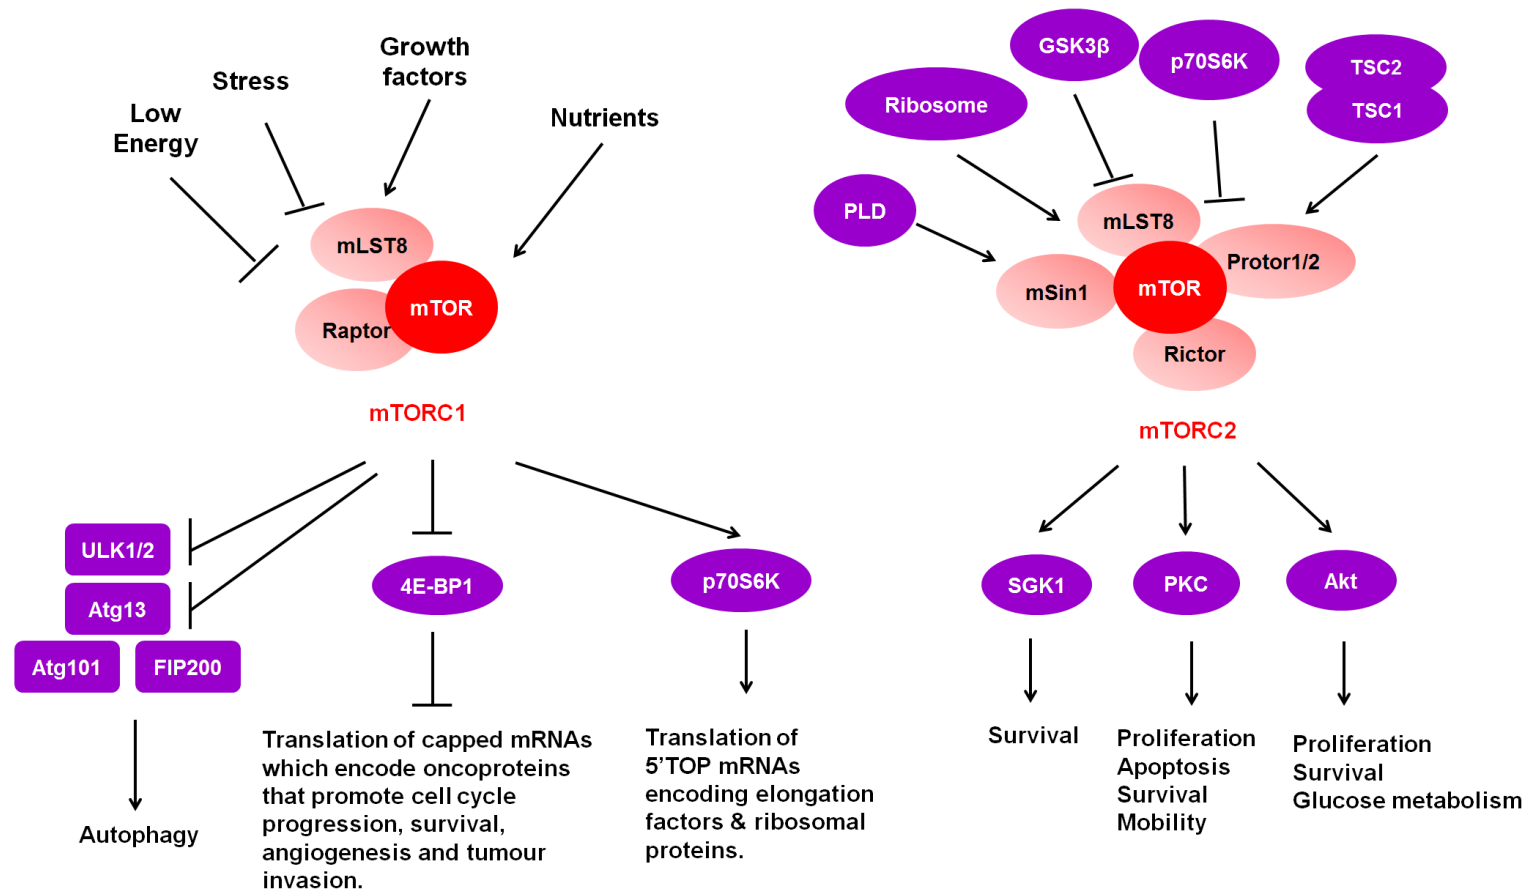 Growth
factors
Stress
Low
Energy
Nutrients
mLST8
mTOR
Raptor
mTORC1
ULK1/2
Atg13
Atg101
FIP200
Autophagy
4E-BP1
Translation of capped mRNAs
which encode oncoproteins
that promote cell cycle
progression, survival,
angiogenesis and tumour
invasion.
p70S6K
Translation of
5’TOP mRNAs
encoding elongation
factors & ribosomal
proteins.
GSK3β
p70S6K
TSC2
TSC1
Ribosome
PLD
mLST8
Protor1/2
mTOR
mSin1
Rictor
mTORC2
SGK1
PKC
Akt
Survival
Proliferation
Apoptosis
Survival
Mobility
Proliferation
Survival
Glucose metabolism